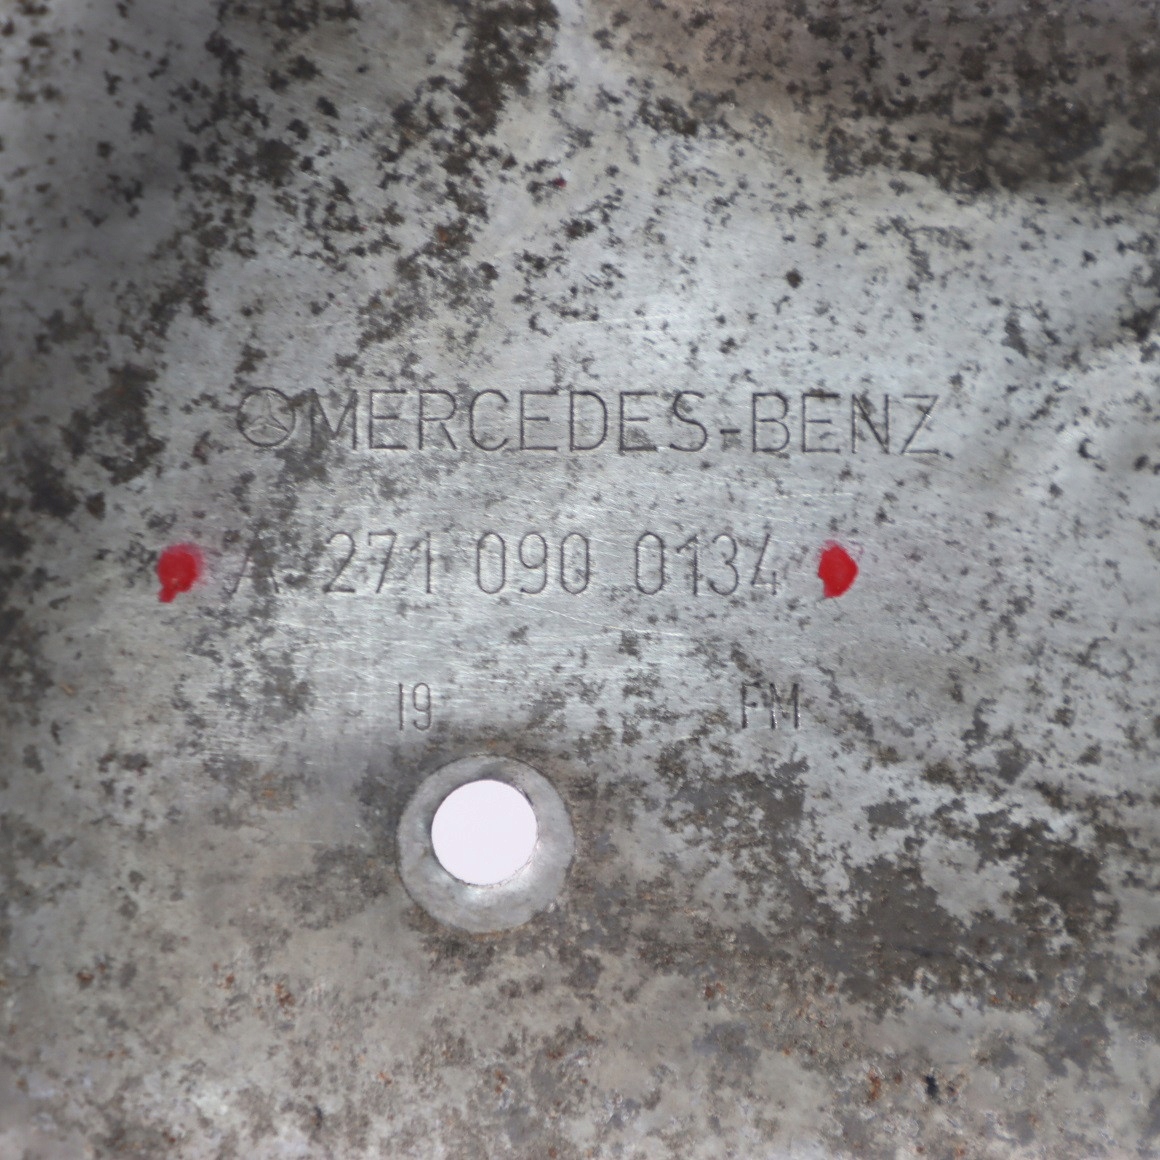 MERCEDES-BENZ
A 271 090 0134
19 FM